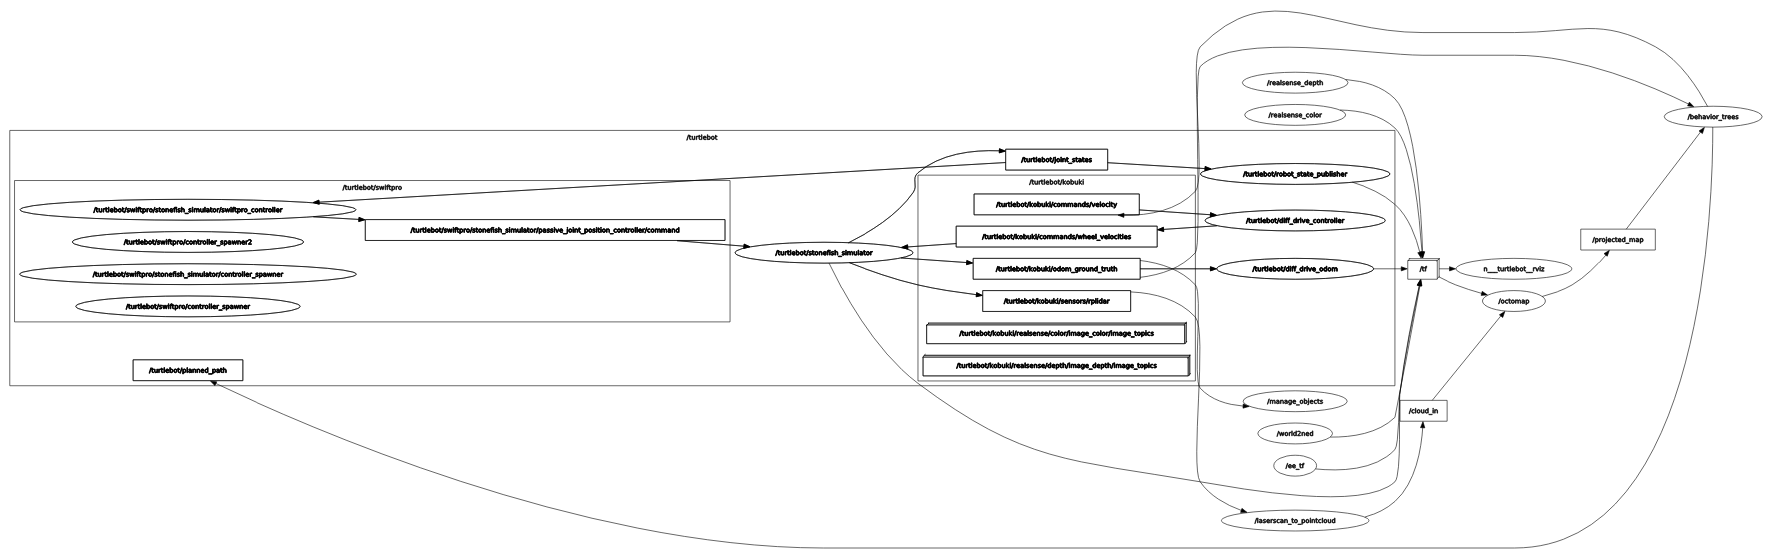 /realsense_depth
/realsense_color
/behavior_trees
/turtlebot
/turtlebot/joint_states
/turtlebot/robot_state_publisher
/turtlebot/swiftpro
/turtlebot/kobuki
/turtlebot/swiftpro/stonefish_simulator/swiftpro_controller
/turtlebot/kobuki/commands/velocity
/turtlebot/diff_drive_controller
/turtlebot/swiftpro/stonefish_simulator/passive_joint_position_controller/command
/turtlebot/kobuki/commands/wheel_velocities
/turtlebot/swiftpro/controller_spawner2
/projected_map
/turtlebot/stonefish_simulator
/turtlebot/kobuki/odom_ground_truth
/turtlebot/diff_drive_odom
/tf
n___turtlebot__rviz
/turtlebot/swiftpro/stonefish_simulator/controller_spawner
/turtlebot/kobuki/sensors/rplidar
/octomap
/turtlebot/swiftpro/controller_spawner
/turtlebot/kobuki/realsense/color/image_color/image_topics
/turtlebot/kobuki/realsense/depth/image_depth/image_topics
/turtlebot/planned_path
/manage_objects
/cloud_in
/world2ned
/ee_tf
/laserscan_to_pointcloud